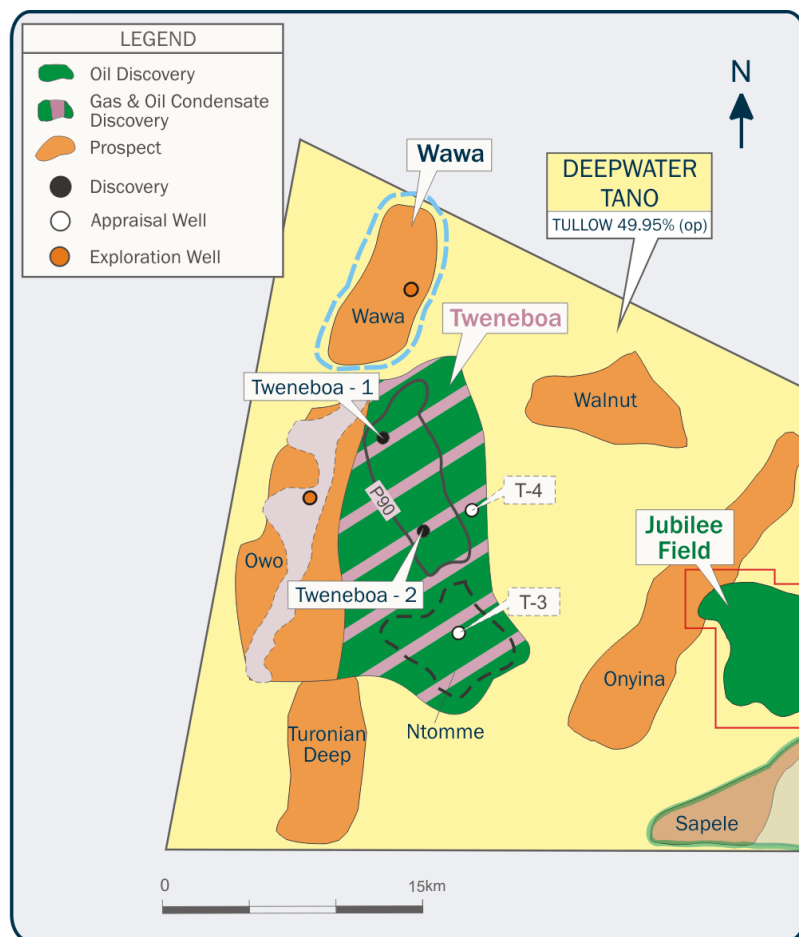 LEGEND
Oil Discovery
Gas & Oil Condensate
Discovery
Prospect
Discovery
Appraisal Well
Exploration Well
N
Wawa
DEEPWATER
TANO
TULLOW 49.95% (op)
Wawa
Tweneboa
Tweneboa - 1
Walnut
P90
T-4
Jubilee
Field
Owo
Tweneboa - 2
T-3
Onyina
Ntomme
Turonian
Deep
Sapele
0
15km